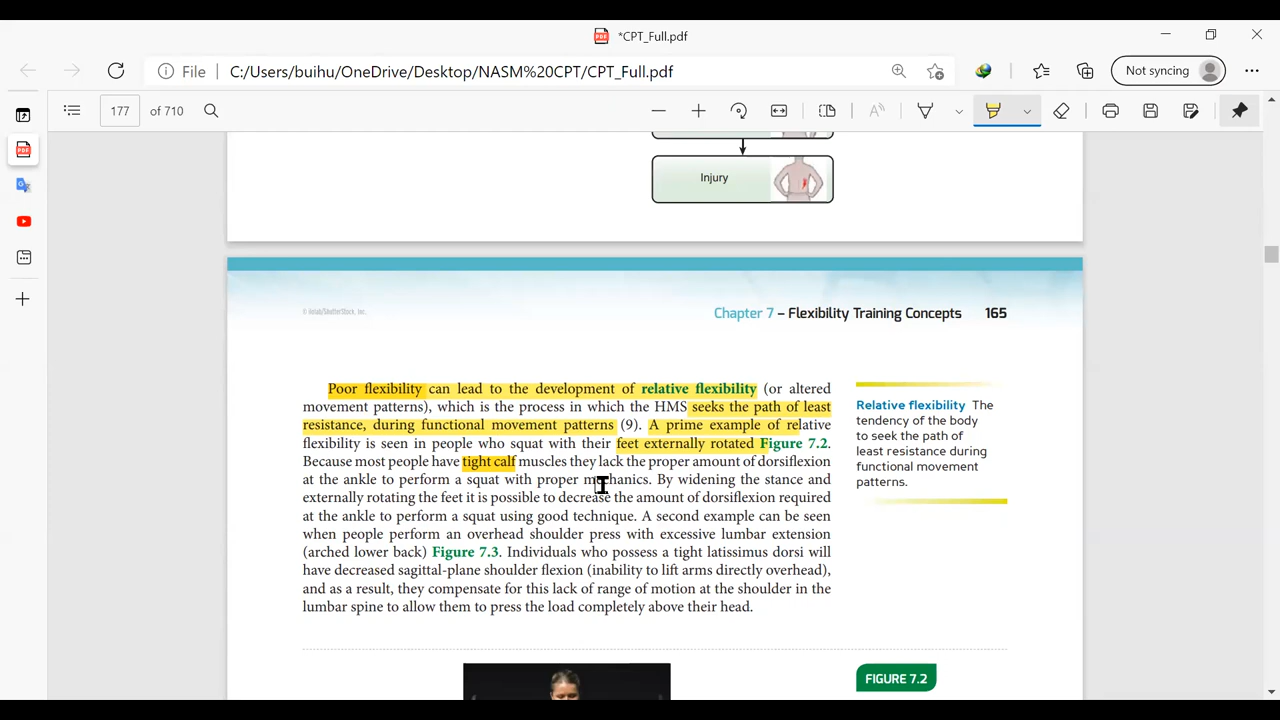 *CPT_Full.pdf
File
C:/Users/buihu/OneDrive/Desktop/NASM%20CPT/CPT_Full.pdf
Not syncing
177 of 710
Injury
Chapter 7 – Flexibility Training Concepts 165
Poor flexibility can lead to the development of relative flexibility (or altered
movement patterns), which is the process in which the HMS seeks the path of least
resistance, during functional movement patterns (9). A prime example of relative
flexibility is seen in people who squat with their feet externally rotated Figure 7.2.
Because most people have tight calf muscles they lack the proper amount of dorsiflexion
at the ankle to perform a squat with proper mechanics. By widening the stance and
externally rotating the feet it is possible to decrease the amount of dorsiflexion required
at the ankle to perform a squat using good technique. A second example can be seen
when people perform an overhead shoulder press with excessive lumbar extension
(arched lower back) Figure 7.3. Individuals who possess a tight latissimus dorsi will
have decreased sagittal-plane shoulder flexion (inability to lift arms directly overhead),
and as a result, they compensate for this lack of range of motion at the shoulder in the
lumbar spine to allow them to press the load completely above their head.
Relative flexibility The
tendency of the body
to seek the path of
least resistance during
functional movement
patterns.
FIGURE 7.2